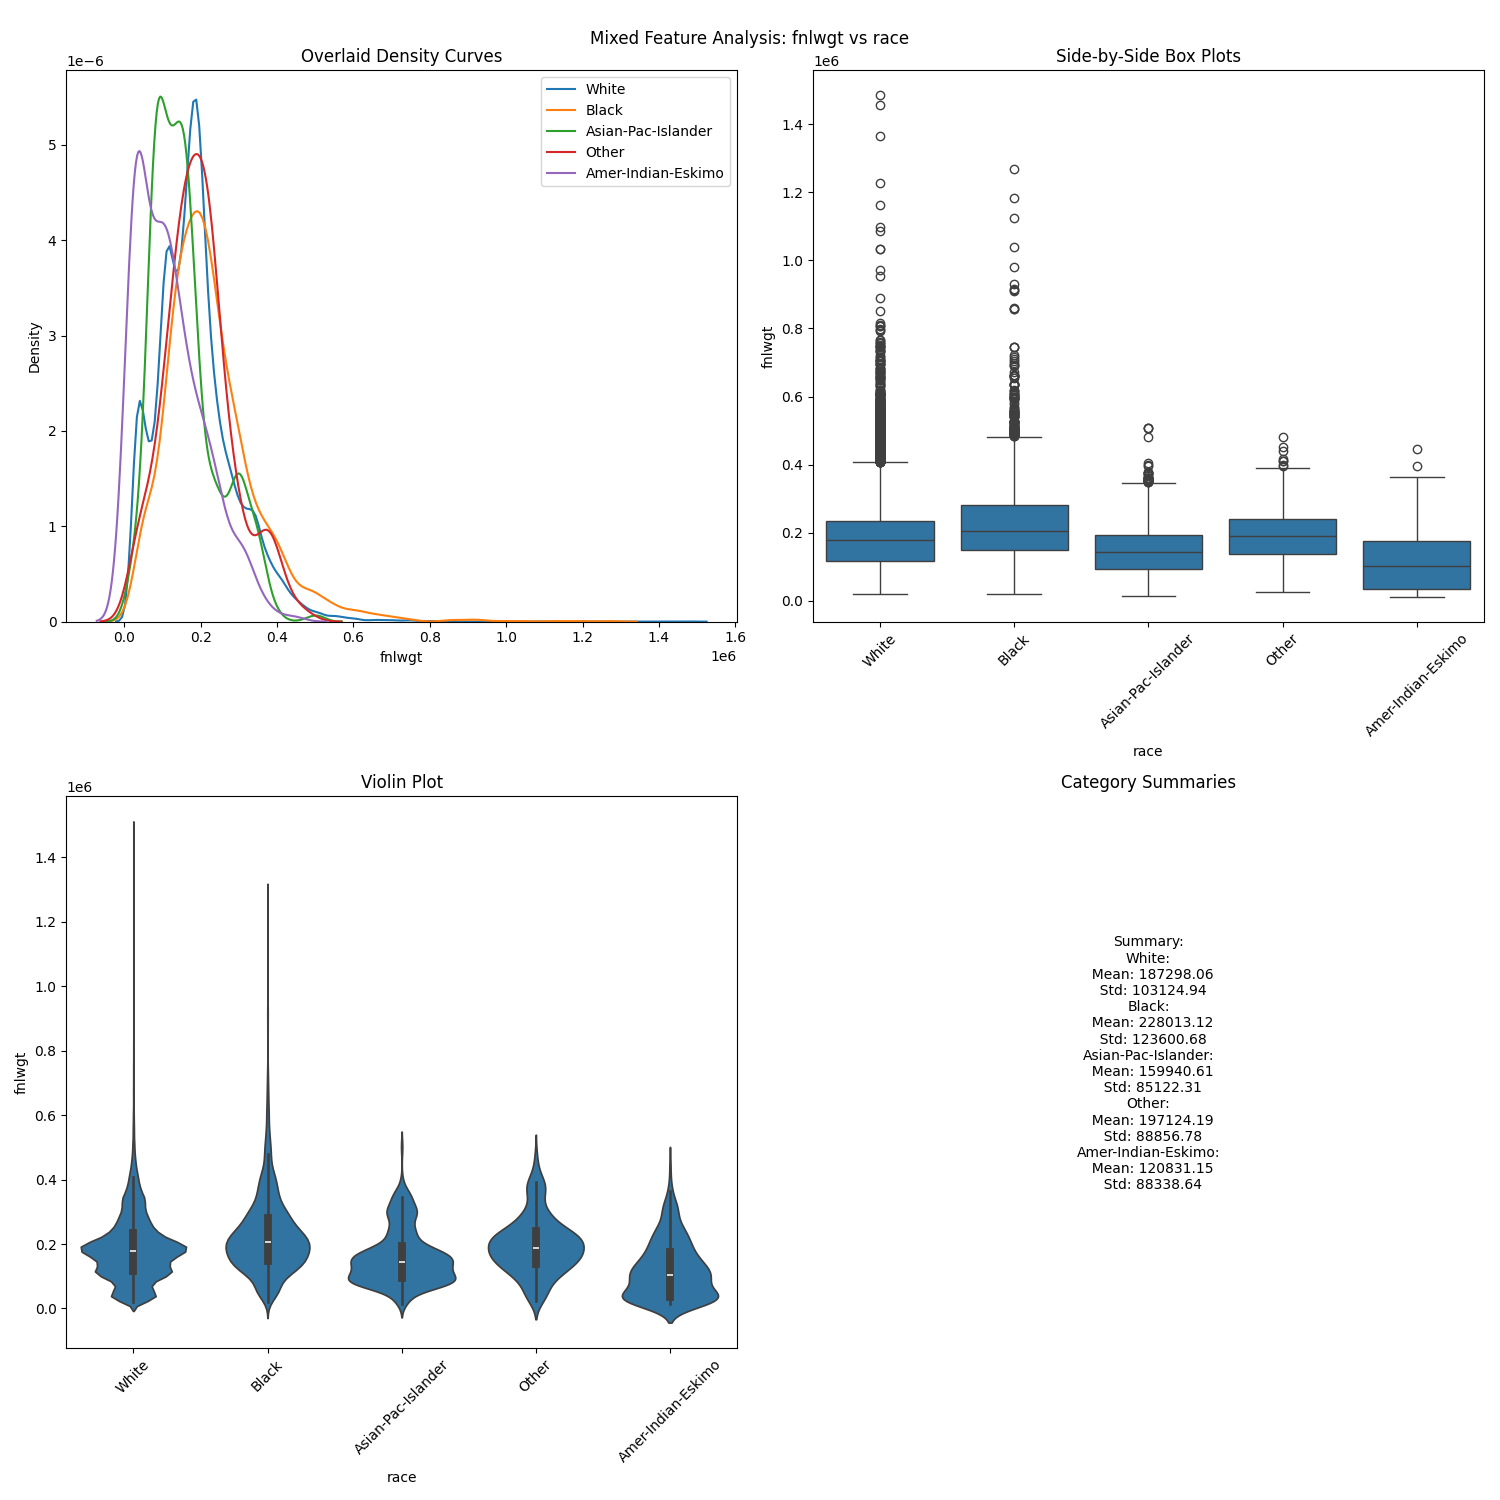 Mixed Feature Analysis: fnlwgt vs race
Overlaid Density Curves
1e−6
White
Black
Asian-Pac-Islander
Other
Amer-Indian-Eskimo
Density
5
4
3
2
1
0
0.0 0.2 0.4 0.6 0.8 1.0 1.2 1.4 1.6
1e6
fnlwgt
Side-by-Side Box Plots
1e6
fnlwgt
1.4
1.2
1.0
0.8
0.6
0.4
0.2
0.0
White Black Asian-Pac-Islander Other Amer-Indian-Eskimo
race
Violin Plot
1e6
fnlwgt
1.4
1.2
1.0
0.8
0.6
0.4
0.2
0.0
White Black Asian-Pac-Islander Other Amer-Indian-Eskimo
race
Category Summaries
Summary:
White:
Mean: 187298.06
Std: 103124.94
Black:
Mean: 228013.12
Std: 123600.68
Asian-Pac-Islander:
Mean: 159940.61
Std: 85122.31
Other:
Mean: 197124.19
Std: 88856.78
Amer-Indian-Eskimo:
Mean: 120831.15
Std: 88338.64